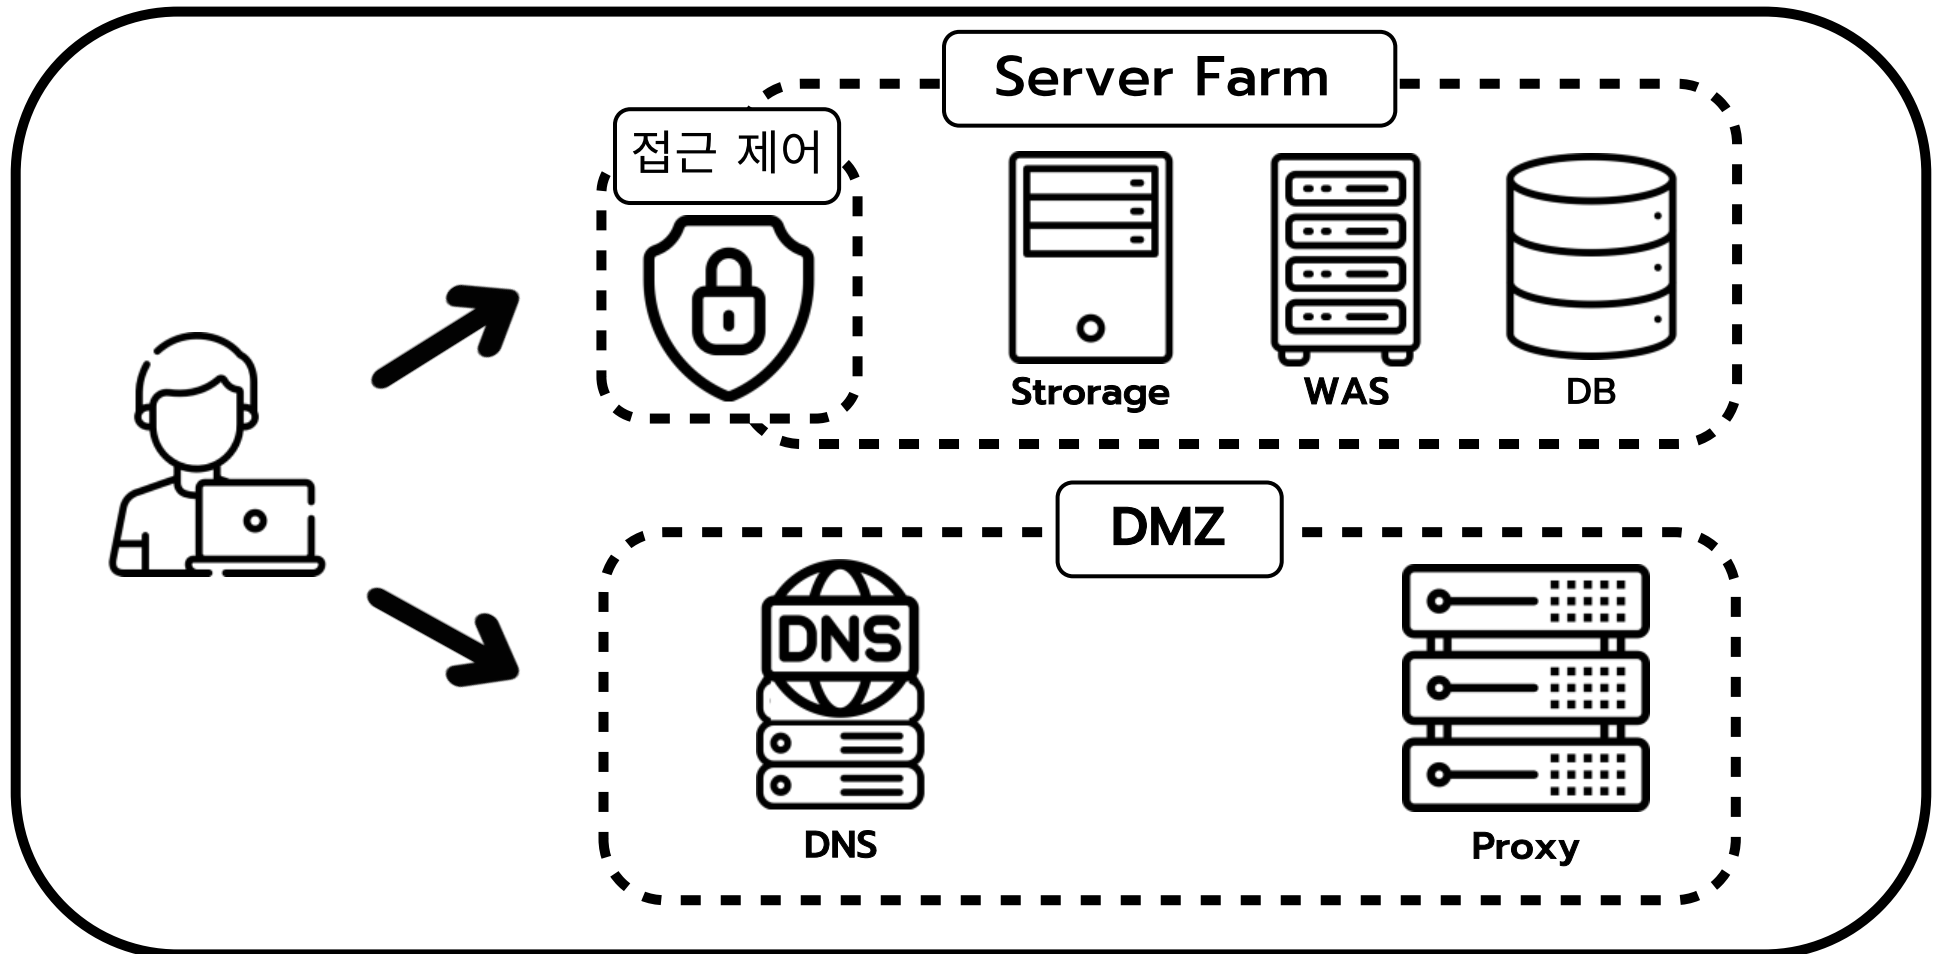 Server Farm
접근 제어
Strorage
WAS
DB
DMZ
DNS
DNS
Proxy